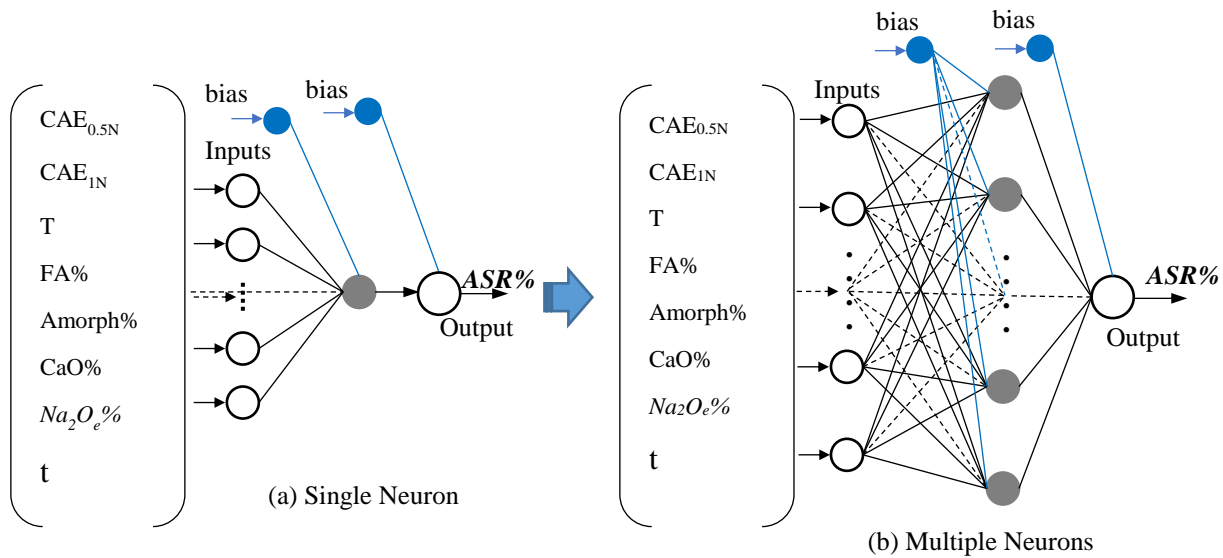 bias
bias
CAE0.5N
Inputs
CAE1N
T
FA%
Amorph%
CaO%
Na2Oe%
t
ASR%
Output
(a) Single Neuron
bias
bias
Inputs
CAE0.5N
CAE1N
T
FA%
Amorph%
CaO%
Na2Oe%
t
ASR%
Output
(b) Multiple Neurons